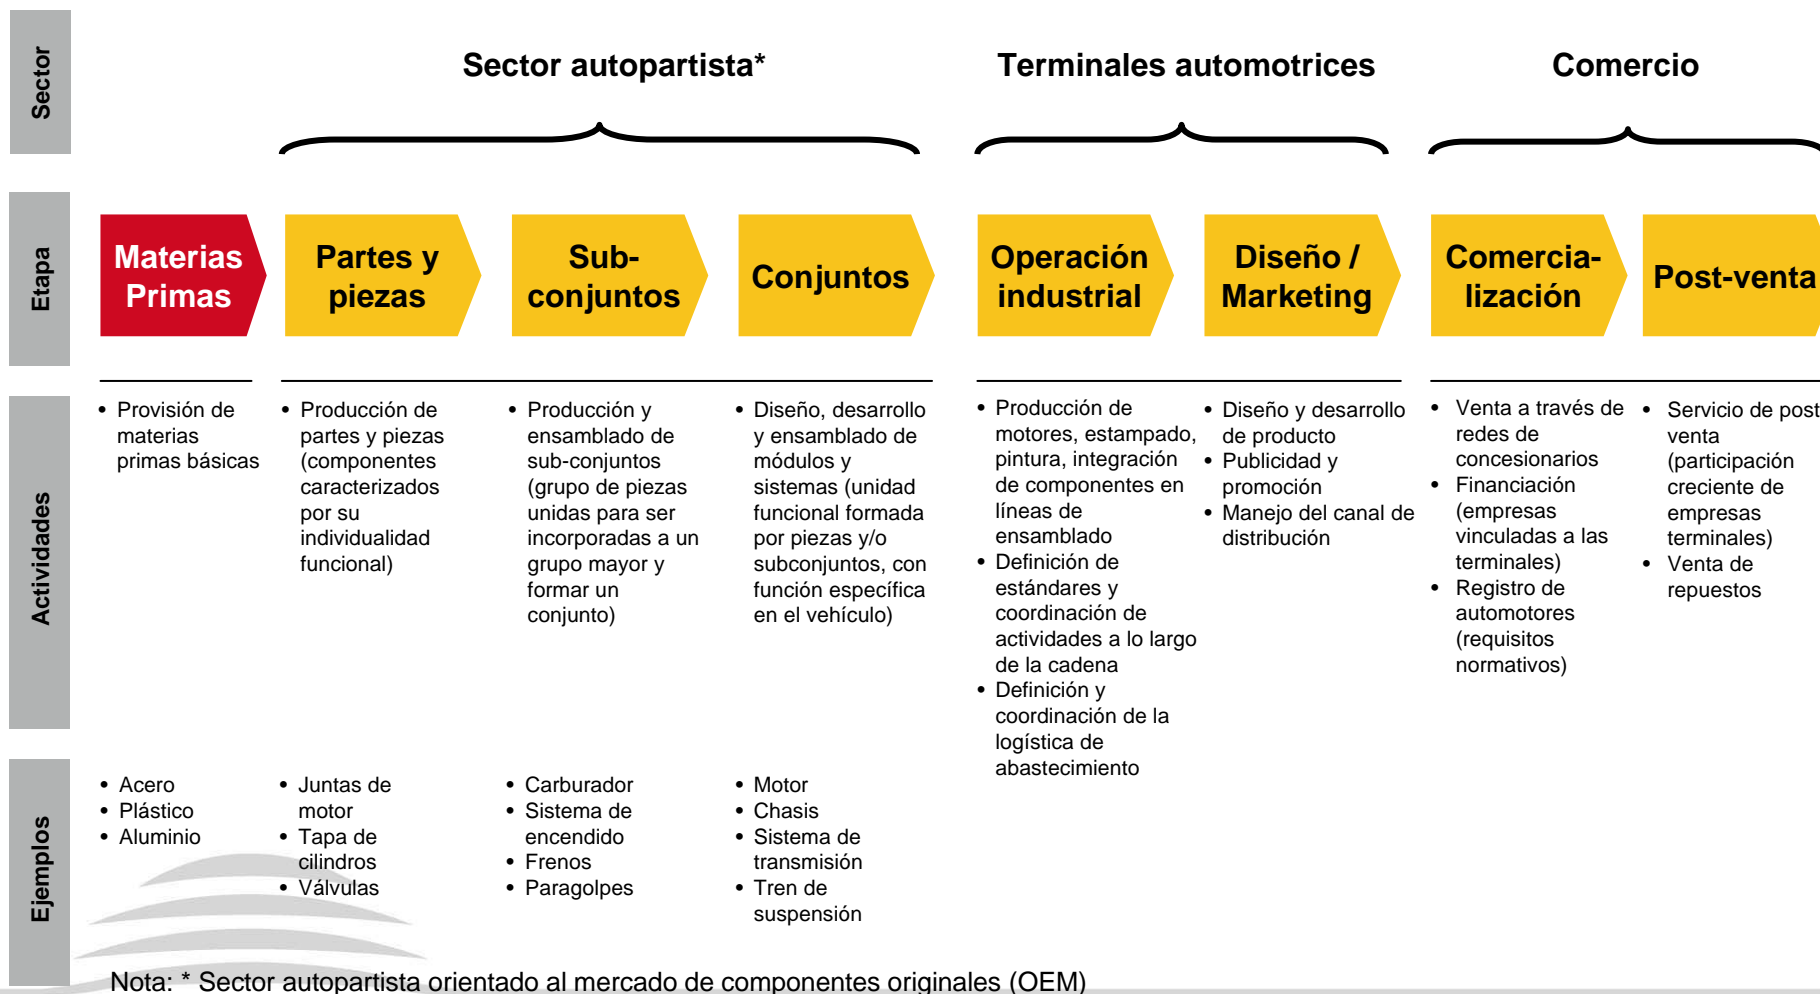 Sector
Sector autopartista*
Terminales automotrices
Comercio
Etapa
Materias
Primas
Partes y
piezas
Sub-
conjuntos
Conjuntos
Operación
industrial
Diseño /
Marketing
Comercia-
lización
Post-venta
Actividades
• Provisión de
materias
primas básicas
• Producción de
partes y piezas
(componentes
caracterizados
por su
individualidad
funcional)
• Producción y
ensamblado de
sub-conjuntos
(grupo de piezas
unidas para ser
incorporadas a un
grupo mayor y
formar un
conjunto)
• Diseño, desarrollo
y ensamblado de
módulos y
sistemas (unidad
funcional formada
por piezas y/o
subconjuntos, con
función específica
en el vehículo)
• Producción de
motores, estampado,
pintura, integración
de componentes en
líneas de
ensamblado
• Definición de
estándares y
coordinación de
actividades a lo largo
de la cadena
• Definición y
coordinación de la
logística de
abastecimiento
• Diseño y desarrollo
de producto
• Publicidad y
promoción
• Manejo del canal de
distribución
• Venta a través de
redes de
concesionarios
• Financiación
(empresas
vinculadas a las
terminales)
• Registro de
automotores
(requisitos
normativos)
• Servicio de post
venta
(participación
creciente de
empresas
terminales)
• Venta de
repuestos
Ejemplos
• Acero
• Plástico
• Aluminio
• Juntas de
motor
• Tapa de
cilindros
• Válvulas
• Carburador
• Sistema de
encendido
• Frenos
• Paragolpes
• Motor
• Chasis
• Sistema de
transmisión
• Tren de
suspensión
Nota: * Sector autopartista orientado al mercado de componentes originales (OEM)